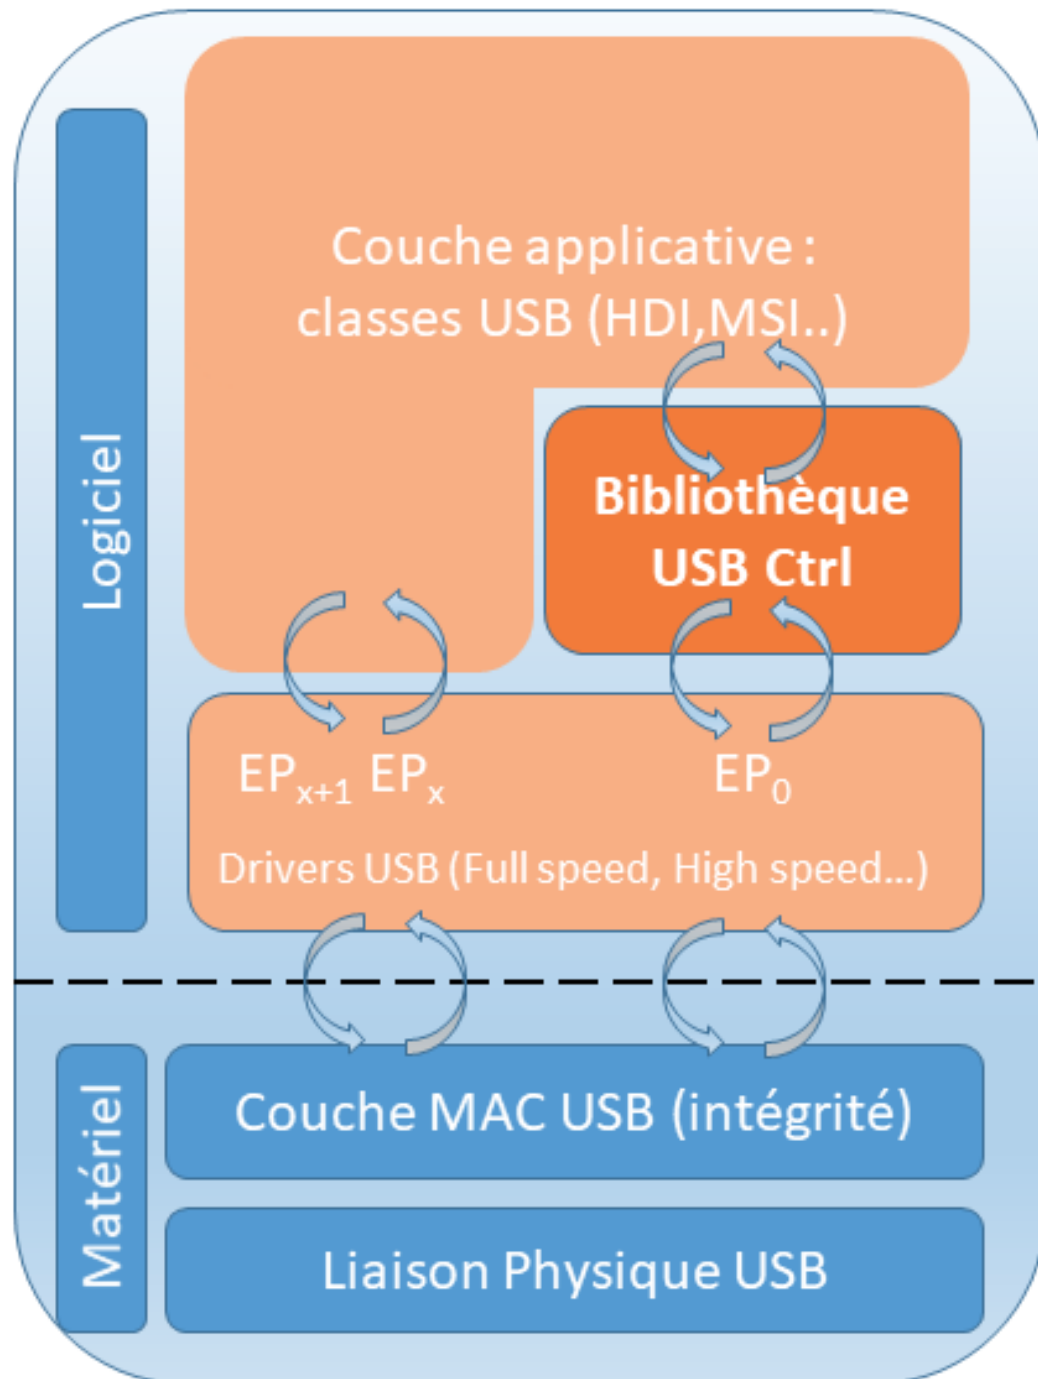 Logiciel
Couche applicative :
classes USB (HDI,MSI..)
Bibliothèque
USB Ctrl
EPx+1 EPx EP0
Drivers USB (Full speed, High speed...)
Matériel
Couche MAC USB (intégrité)
Liaison Physique USB